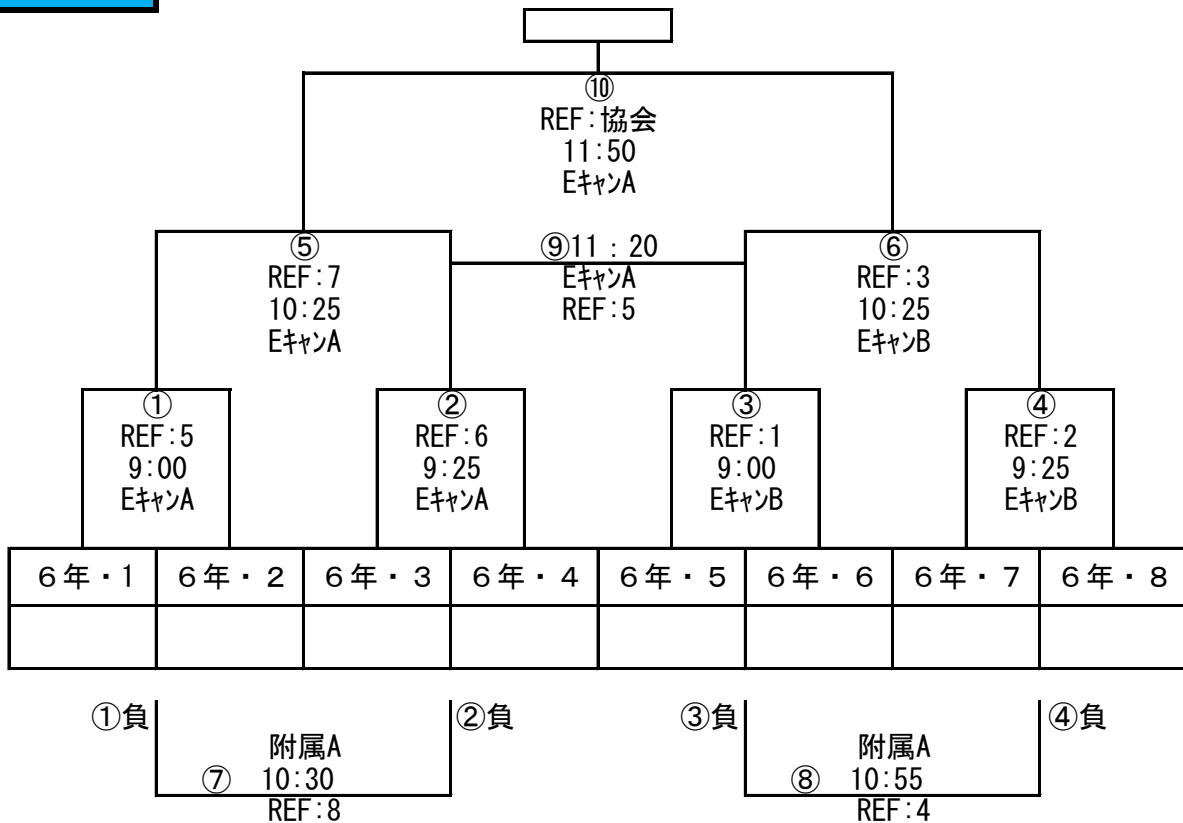 ⑩
REF:協会
11:50
EｷｬﾝA
⑤
REF:7
10:25
EｷｬﾝA
⑨11：20
EｷｬﾝA
REF:5
⑥
REF:3
10:25
EｷｬﾝB
①
REF:5
9:00
EｷｬﾝA
②
REF:6
9:25
EｷｬﾝA
③
REF:1
9:00
EｷｬﾝB
④
REF:2
9:25
EｷｬﾝB
６年・１ ６年・２ ６年・３ ６年・４ ６年・５ ６年・６ ６年・７ ６年・８
①負 ②負 ③負 ④負
附属A
⑦ 10:30
REF:8
附属A
⑧ 10:55
REF:4